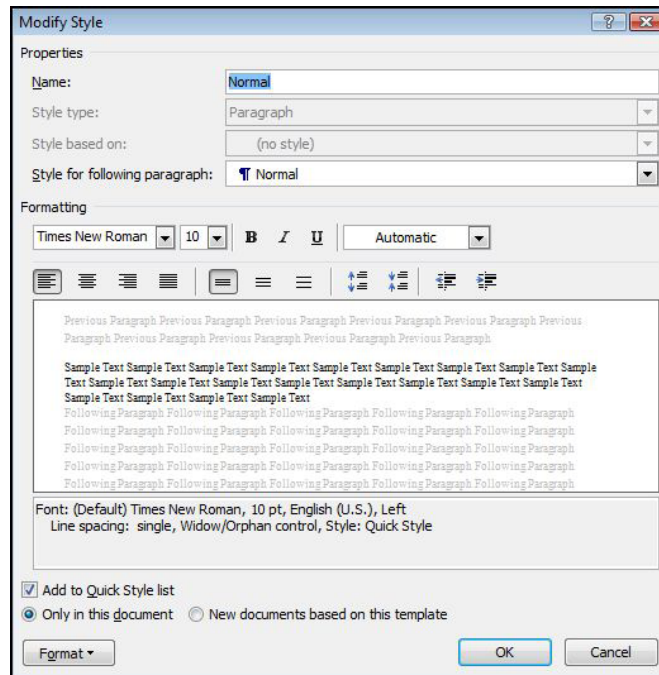 Modify Style
Properties
Name: Normal
Style type: Paragraph
Style based on: (no style)
Style for following paragraph: ¶ Normal
Formatting
Times New Roman 10 B I U Automatic
Previous Paragraph Previous Paragraph Previous Paragraph Previous Paragraph Previous Paragraph Previous
Paragraph Previous Paragraph Previous Paragraph Previous Paragraph Previous Paragraph
Sample Text Sample Text Sample Text Sample Text Sample Text Sample Text Sample Text Sample Text Sample
Text Sample Text Sample Text Sample Text Sample Text Sample Text Sample Text Sample Text Sample Text
Sample Text Sample Text Sample Text Sample Text
Following Paragraph Following Paragraph Following Paragraph Following Paragraph Following Paragraph
Following Paragraph Following Paragraph Following Paragraph Following Paragraph Following Paragraph
Following Paragraph Following Paragraph Following Paragraph Following Paragraph Following Paragraph
Following Paragraph Following Paragraph Following Paragraph Following Paragraph Following Paragraph
Following Paragraph Following Paragraph Following Paragraph Following Paragraph Following Paragraph
Font: (Default) Times New Roman, 10 pt, English (U.S.), Left
Line spacing: single, Widow/Orphan control, Style: Quick Style
Add to Quick Style list
Only in this document New documents based on this template
Format OK Cancel